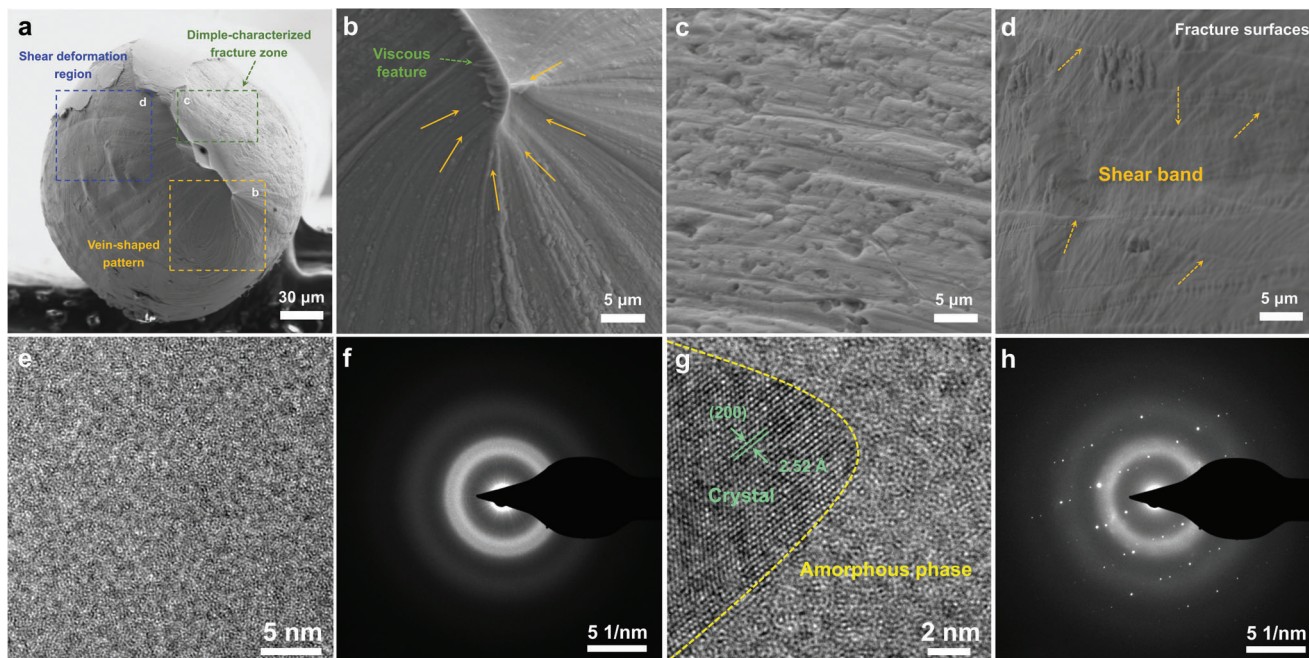 a
Shear deformation
region
Dimple-characterized
fracture zone
d
c
b
Vein-shaped
pattern
30 μm
b
Viscous
feature
5 μm
c
5 μm
d
Fracture surfaces
Shear band
5 μm
e
5 nm
f
5 1/nm
g
(200)
2.52 Å
Crystal
Amorphous phase
2 nm
h
5 1/nm